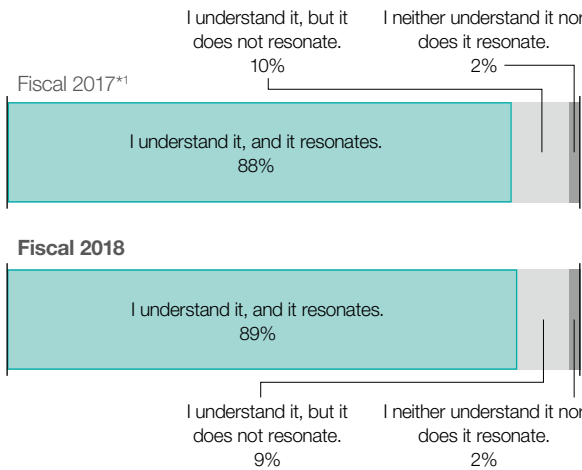 I understand it, but it
does not resonate.
10%
I neither understand it nor
does it resonate.
2%
Fiscal 2017*1
I understand it, and it resonates.
88%
Fiscal 2018
I understand it, and it resonates.
89%
I understand it, but it
does not resonate.
9%
I neither understand it nor
does it resonate.
2%